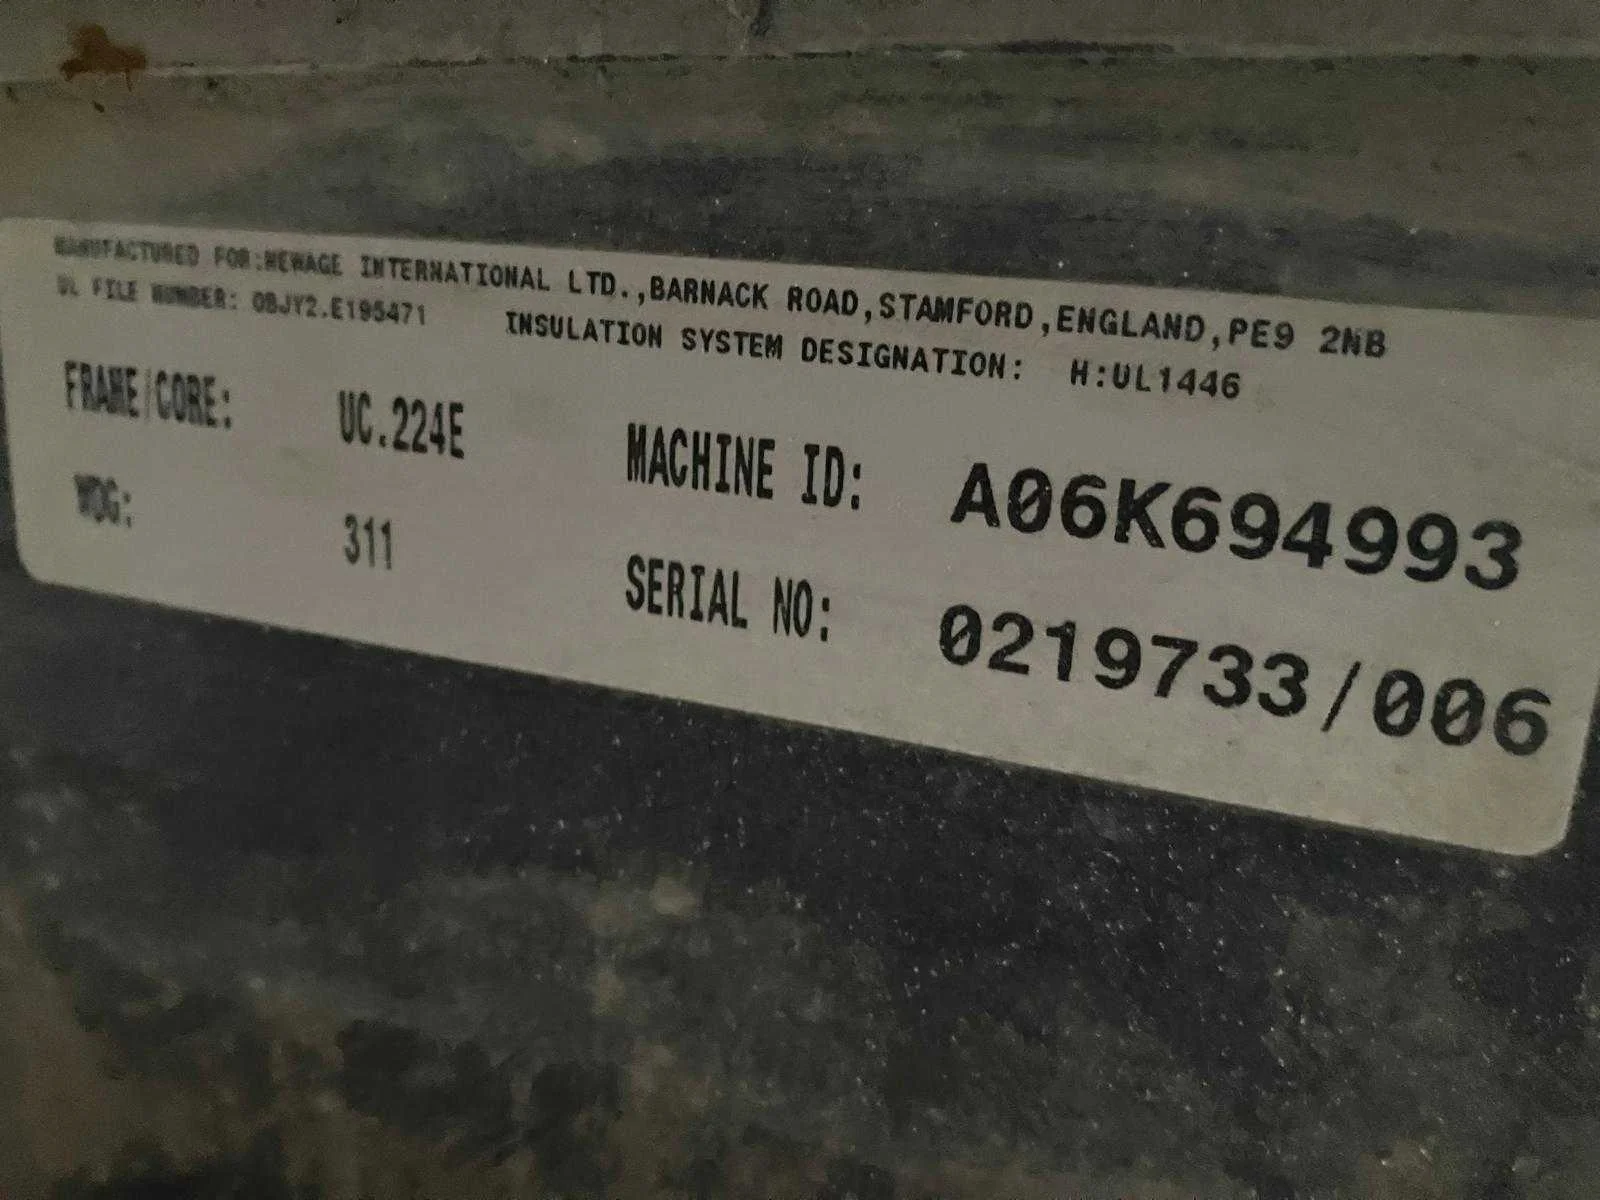 MANUFACTURED FOR:NEWAGE INTERNATIONAL LTD.,BARNACK ROAD,STAMFORD,ENGLAND,PE9 2NB
UL FILE NUMBER: OBJY2.E195471 INSULATION SYSTEM DESIGNATION: H:UL1446
FRAME/CORE: UC.224E MACHINE ID: A06K694993
WDG: 311 SERIAL NO: 0219733/006